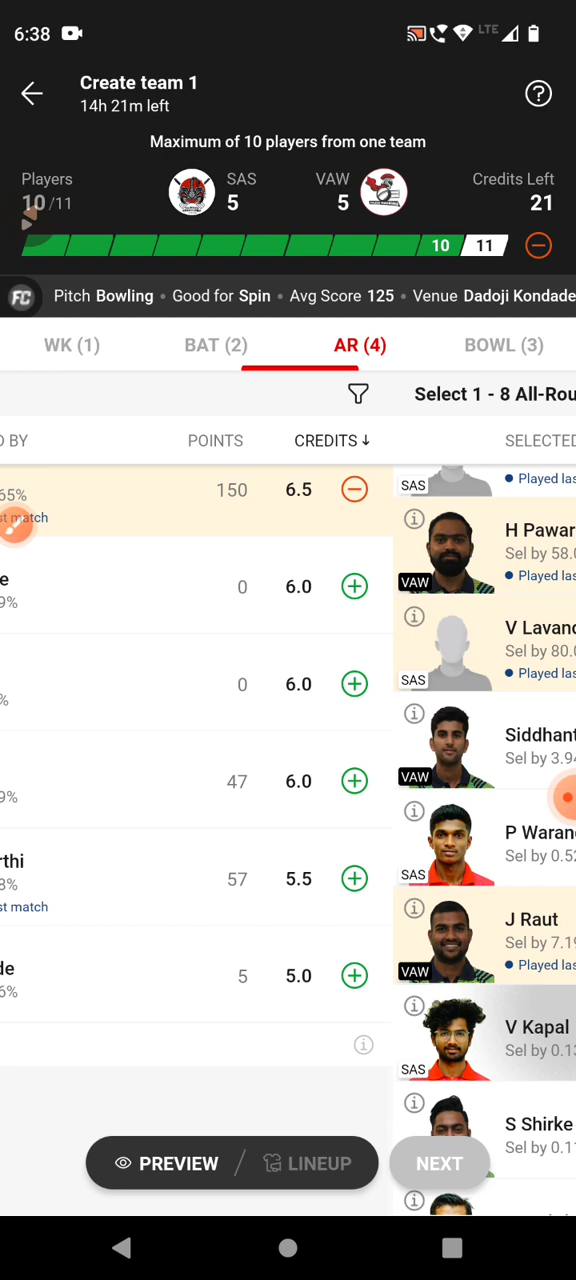 6:38
LTE
Create team 1
14h 21m left
Maximum of 10 players from one team
Players
10/11
SAS
5
VAW
5
Credits Left
21
10
11
FC
Pitch Bowling • Good for Spin • Avg Score 125 • Venue Dadoji Kondade
WK (1)
BAT (2)
AR (4)
BOWL (3)
Select 1 - 8 All-Rou
D BY
POINTS
CREDITS ↓
SELECTED
65%
st match
150
6.5
e
9%
0
6.0
%
0
6.0
9%
47
6.0
rthi
8%
st match
57
5.5
de
6%
5
5.0
SAS
Played las
H Pawar
Sel by 58.0
VAW
Played las
V Lavand
Sel by 80.0
SAS
Played las
Siddhant
Sel by 3.94
VAW
P Waran
Sel by 0.52
SAS
J Raut
Sel by 7.19
VAW
Played las
V Kapal
Sel by 0.13
SAS
S Shirke
Sel by 0.11
PREVIEW / LINEUP
NEXT